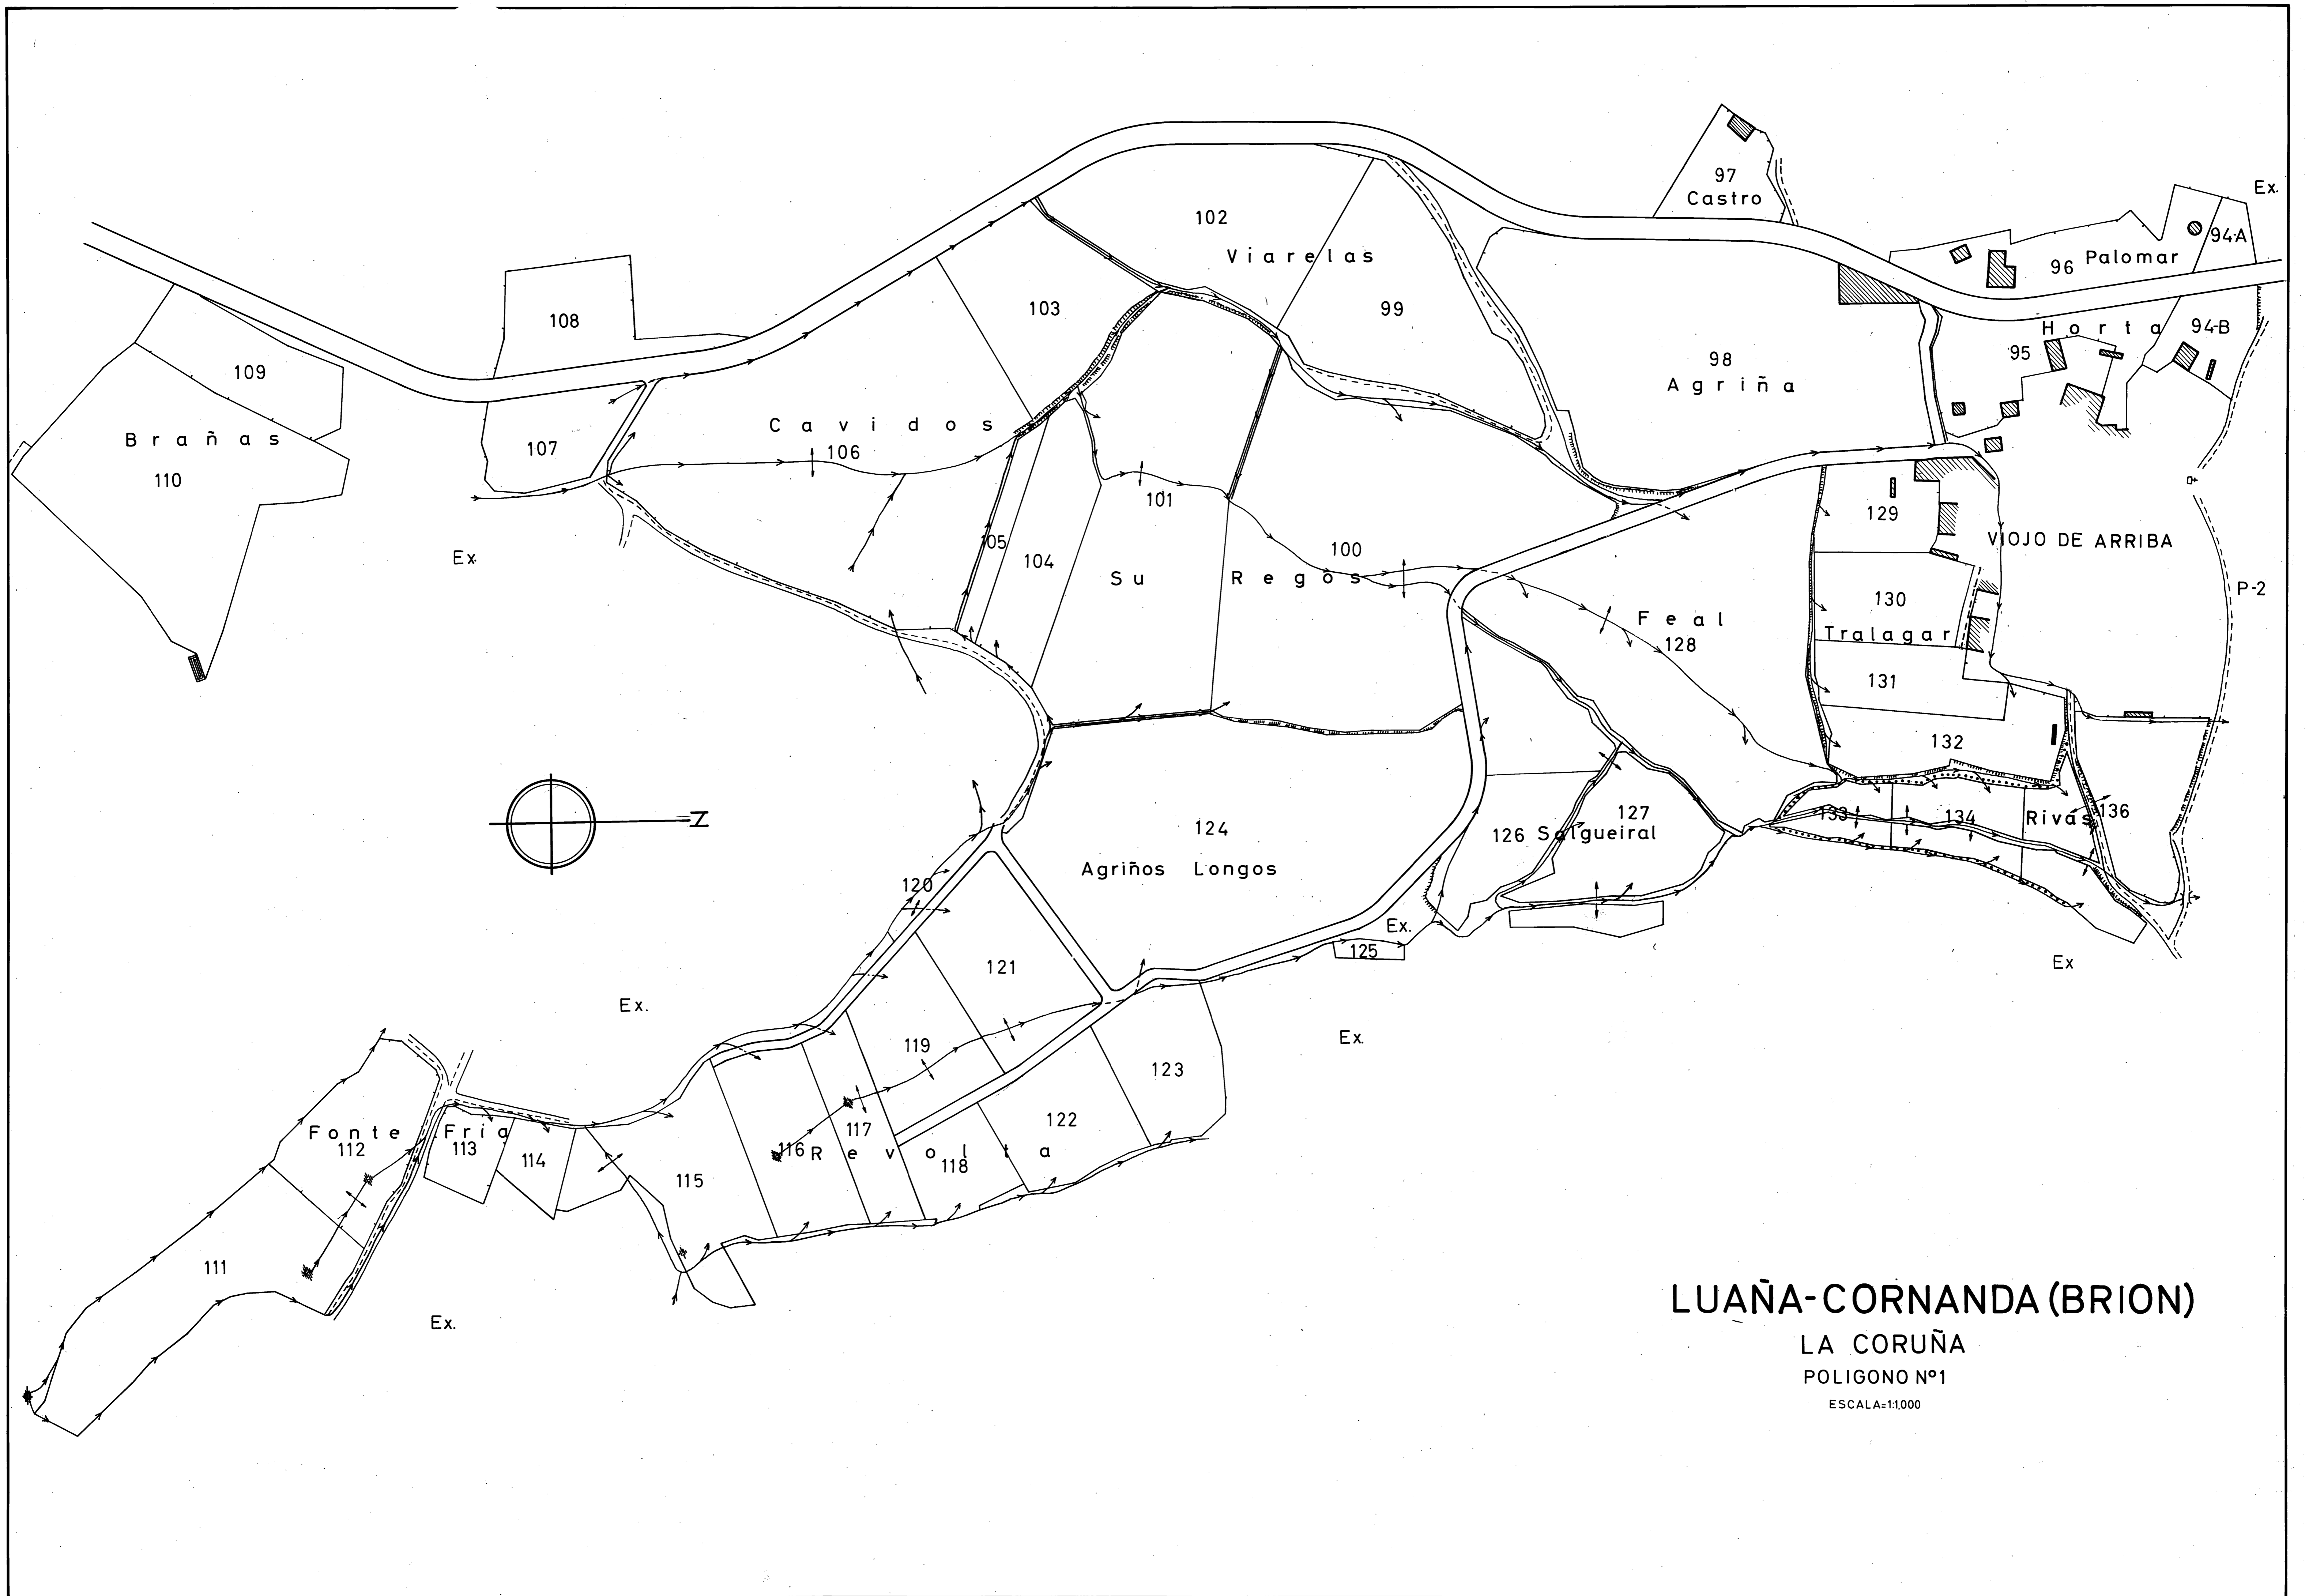 97
Castro
Ex.
102
94-A
Viarelas
96 Palomar
108
103
99
Horta 94-B
95
98
Agriña
109
Cavidos
Brañas
107
106
110
101
129
105
100
VIOJO DE ARRIBA
Ex.
104
Su Regos
P-2
130
Feal
128
Tralagar
131
132
N
133
134
Rivas
136
127
126 Salgueiral
124
Agriños Longos
120
Ex.
125
Ex
121
Ex.
Ex.
119
123
122
117
Fonte Fria
112
113
116
Revolta
118
114
115
111
Ex.
LUAÑA-CORNANDA (BRION)
LA CORUÑA
POLIGONO Nº1
ESCALA=1:1,000